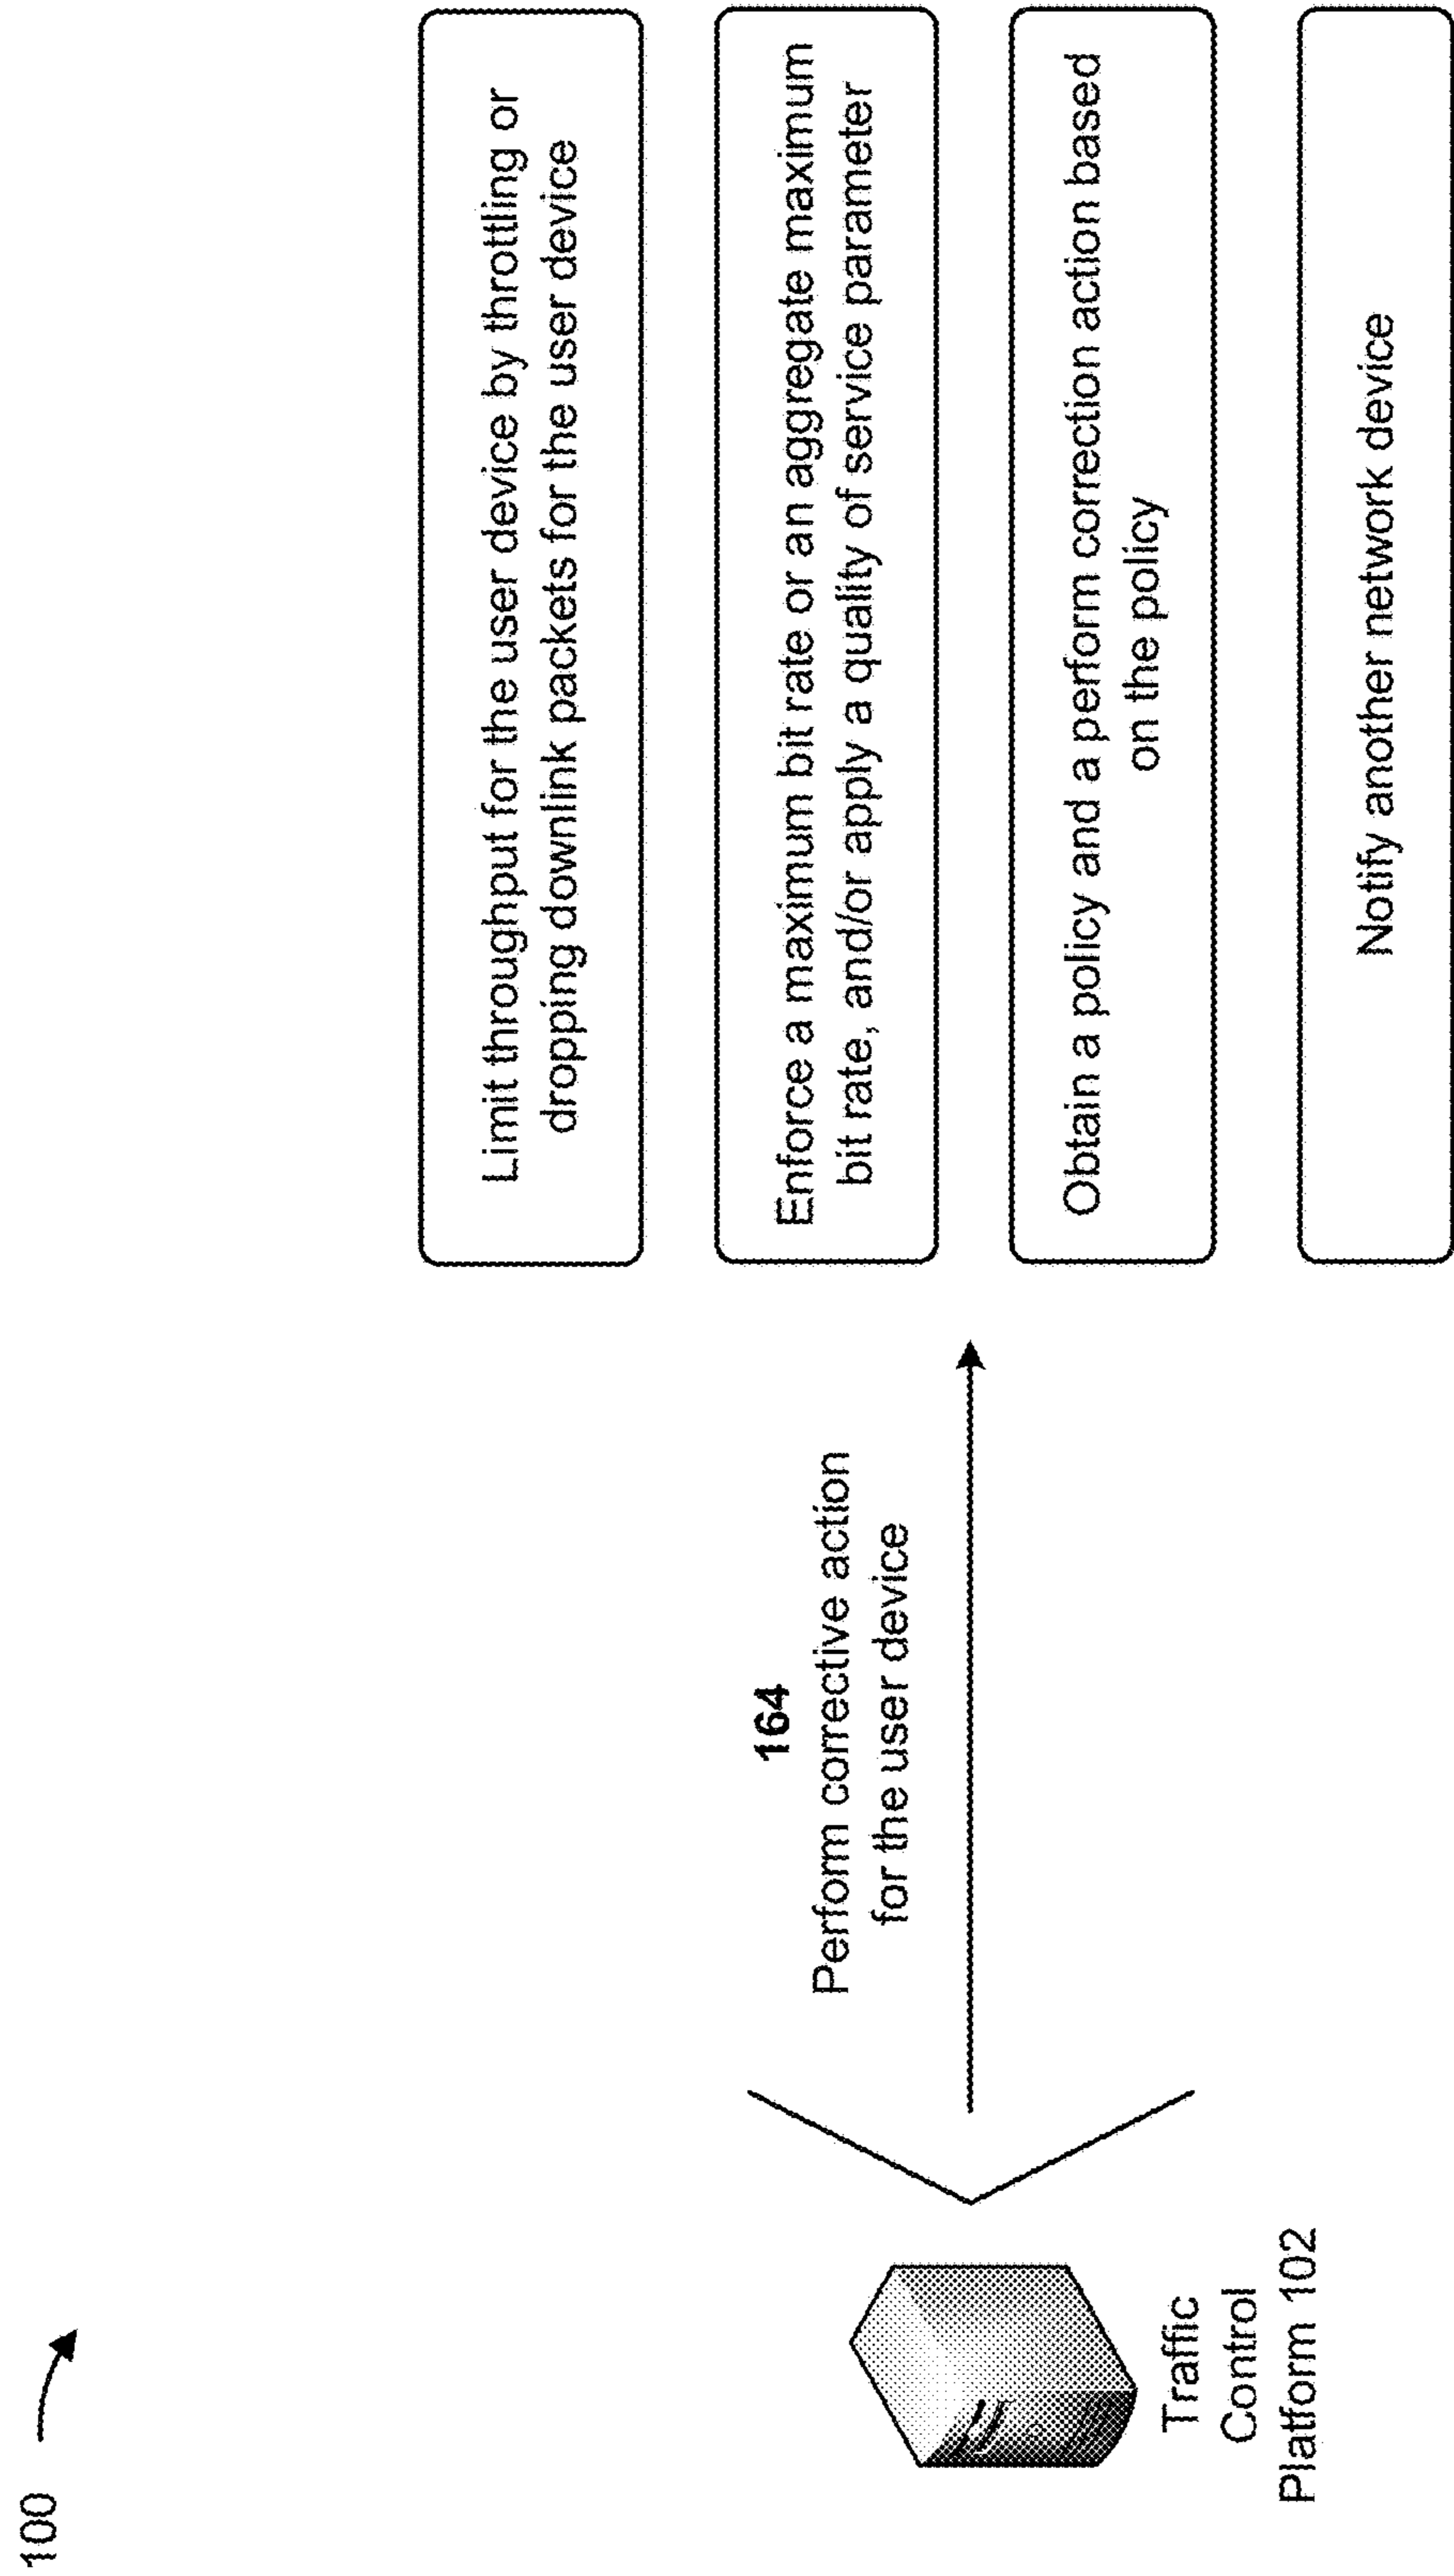 100
Traffic
Control
Platform 102
164
Perfom corrective action
for the user device
Limit throughput for the user device by throttling or
dropping downlink packets for the user device
Enforce a maximum bit rate or an aggregate maximum
bit rate, and/or apply a quality of service parameter
Obtain a policy and a perform correction action based
on the policy
Notify another network device